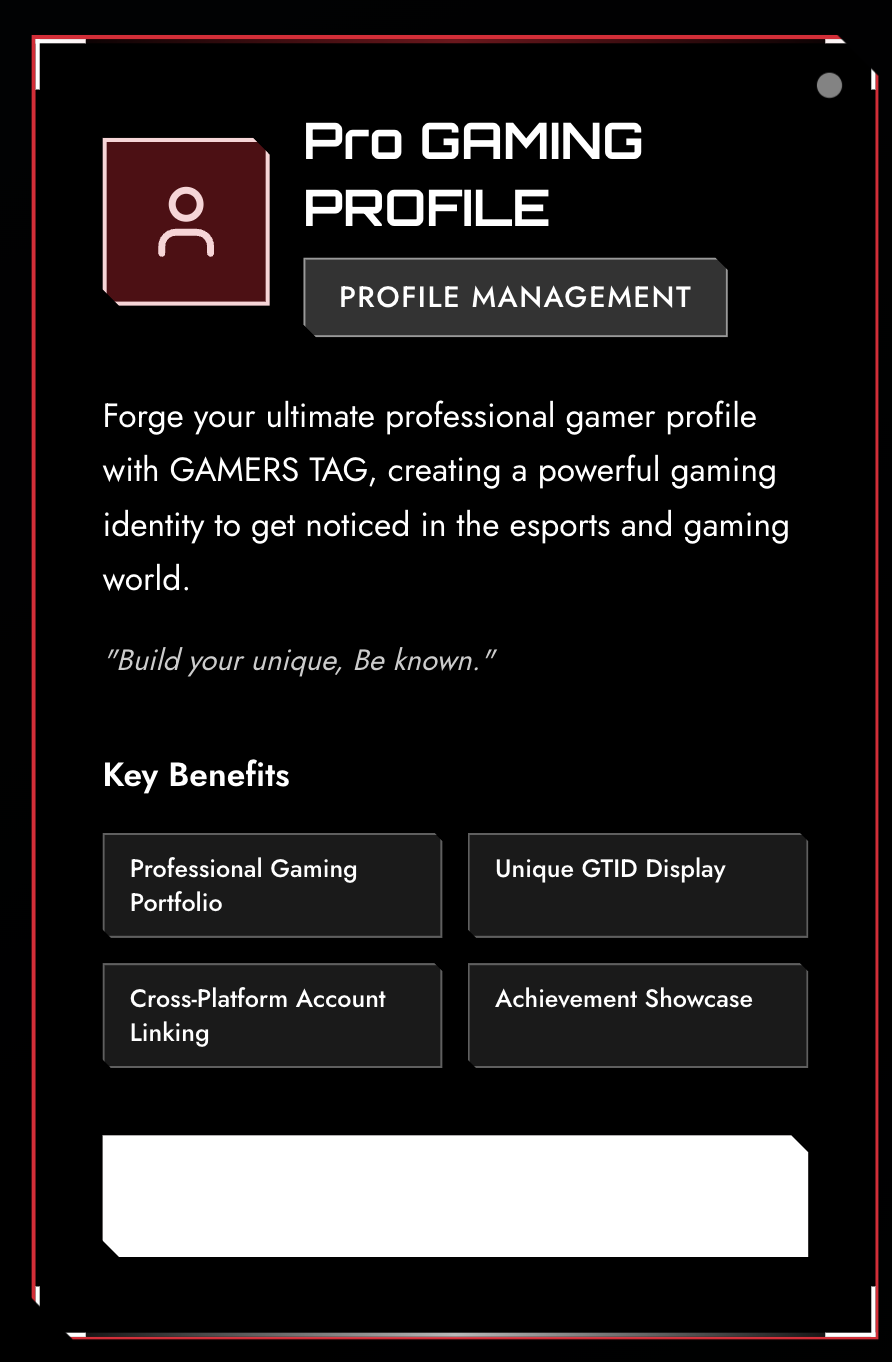 Pro GAMING
PROFILE
PROFILE MANAGEMENT
Forge your ultimate professional gamer profile
with GAMERS TAG, creating a powerful gaming
identity to get noticed in the esports and gaming
world.
"Build your unique, Be known."
Key Benefits
Professional Gaming
Portfolio
Unique GTID Display
Cross-Platform Account
Linking
Achievement Showcase